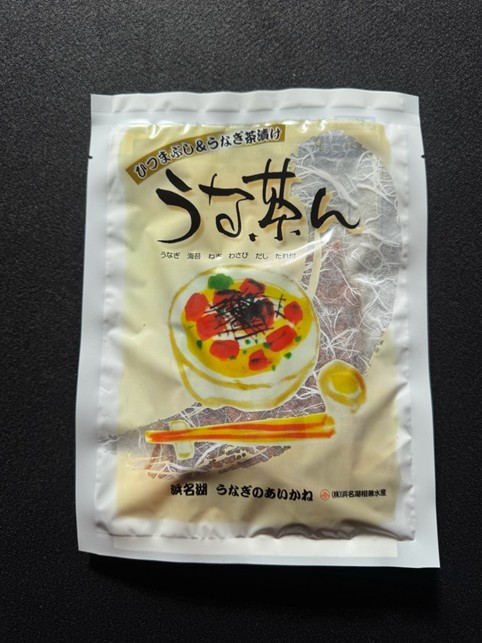 ひつまぶし&うなぎ茶漬け
うな茶ん
うなぎ 海苔 ねぎ わさび だし たれ付
浜名湖 うなぎのあいかね (株)浜名湖相兼水産